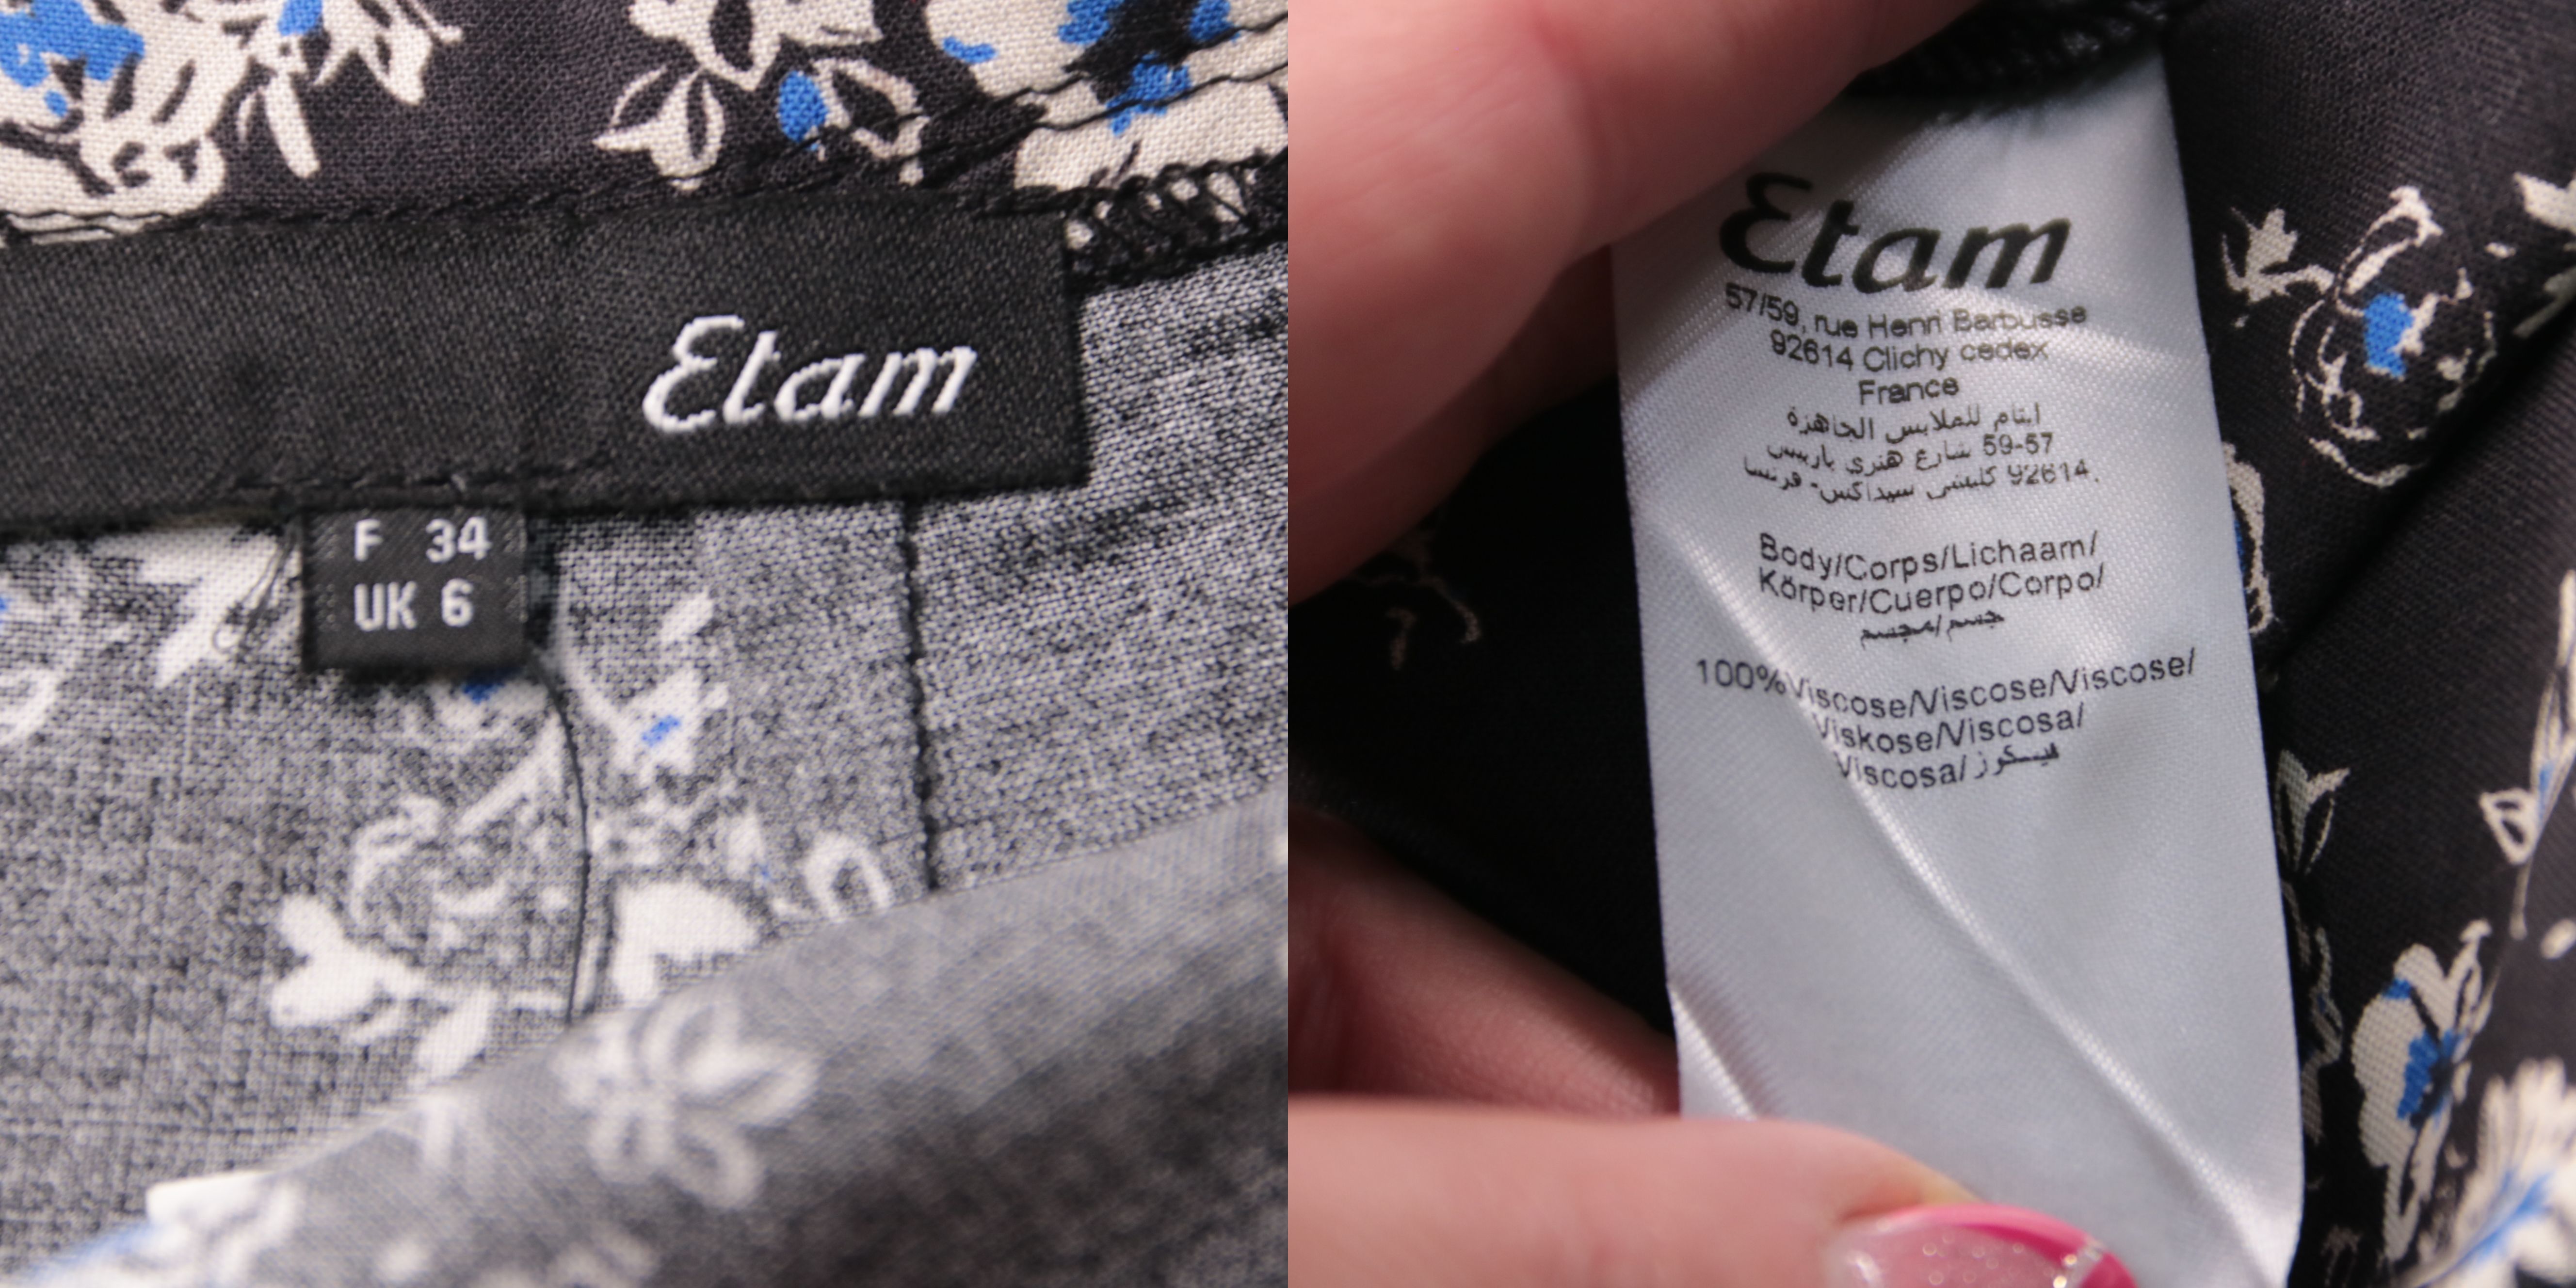 Etam
F 34
UK 6
Etam
57/59, rue Henri Barbusse
92614 Clichy cedex
France
ايتام للملابس الجاهزة
57-59 شارع هنري باربس
92614 كليشي سيداكس- فرنسا
Body/Corps/Lichaam/
Körper/Cuerpo/Corpo/
جسم/مجسم
100%Viscose/Viscose/Viscose/
Viskose/Viscosa/
Viscosa/فيسكوز